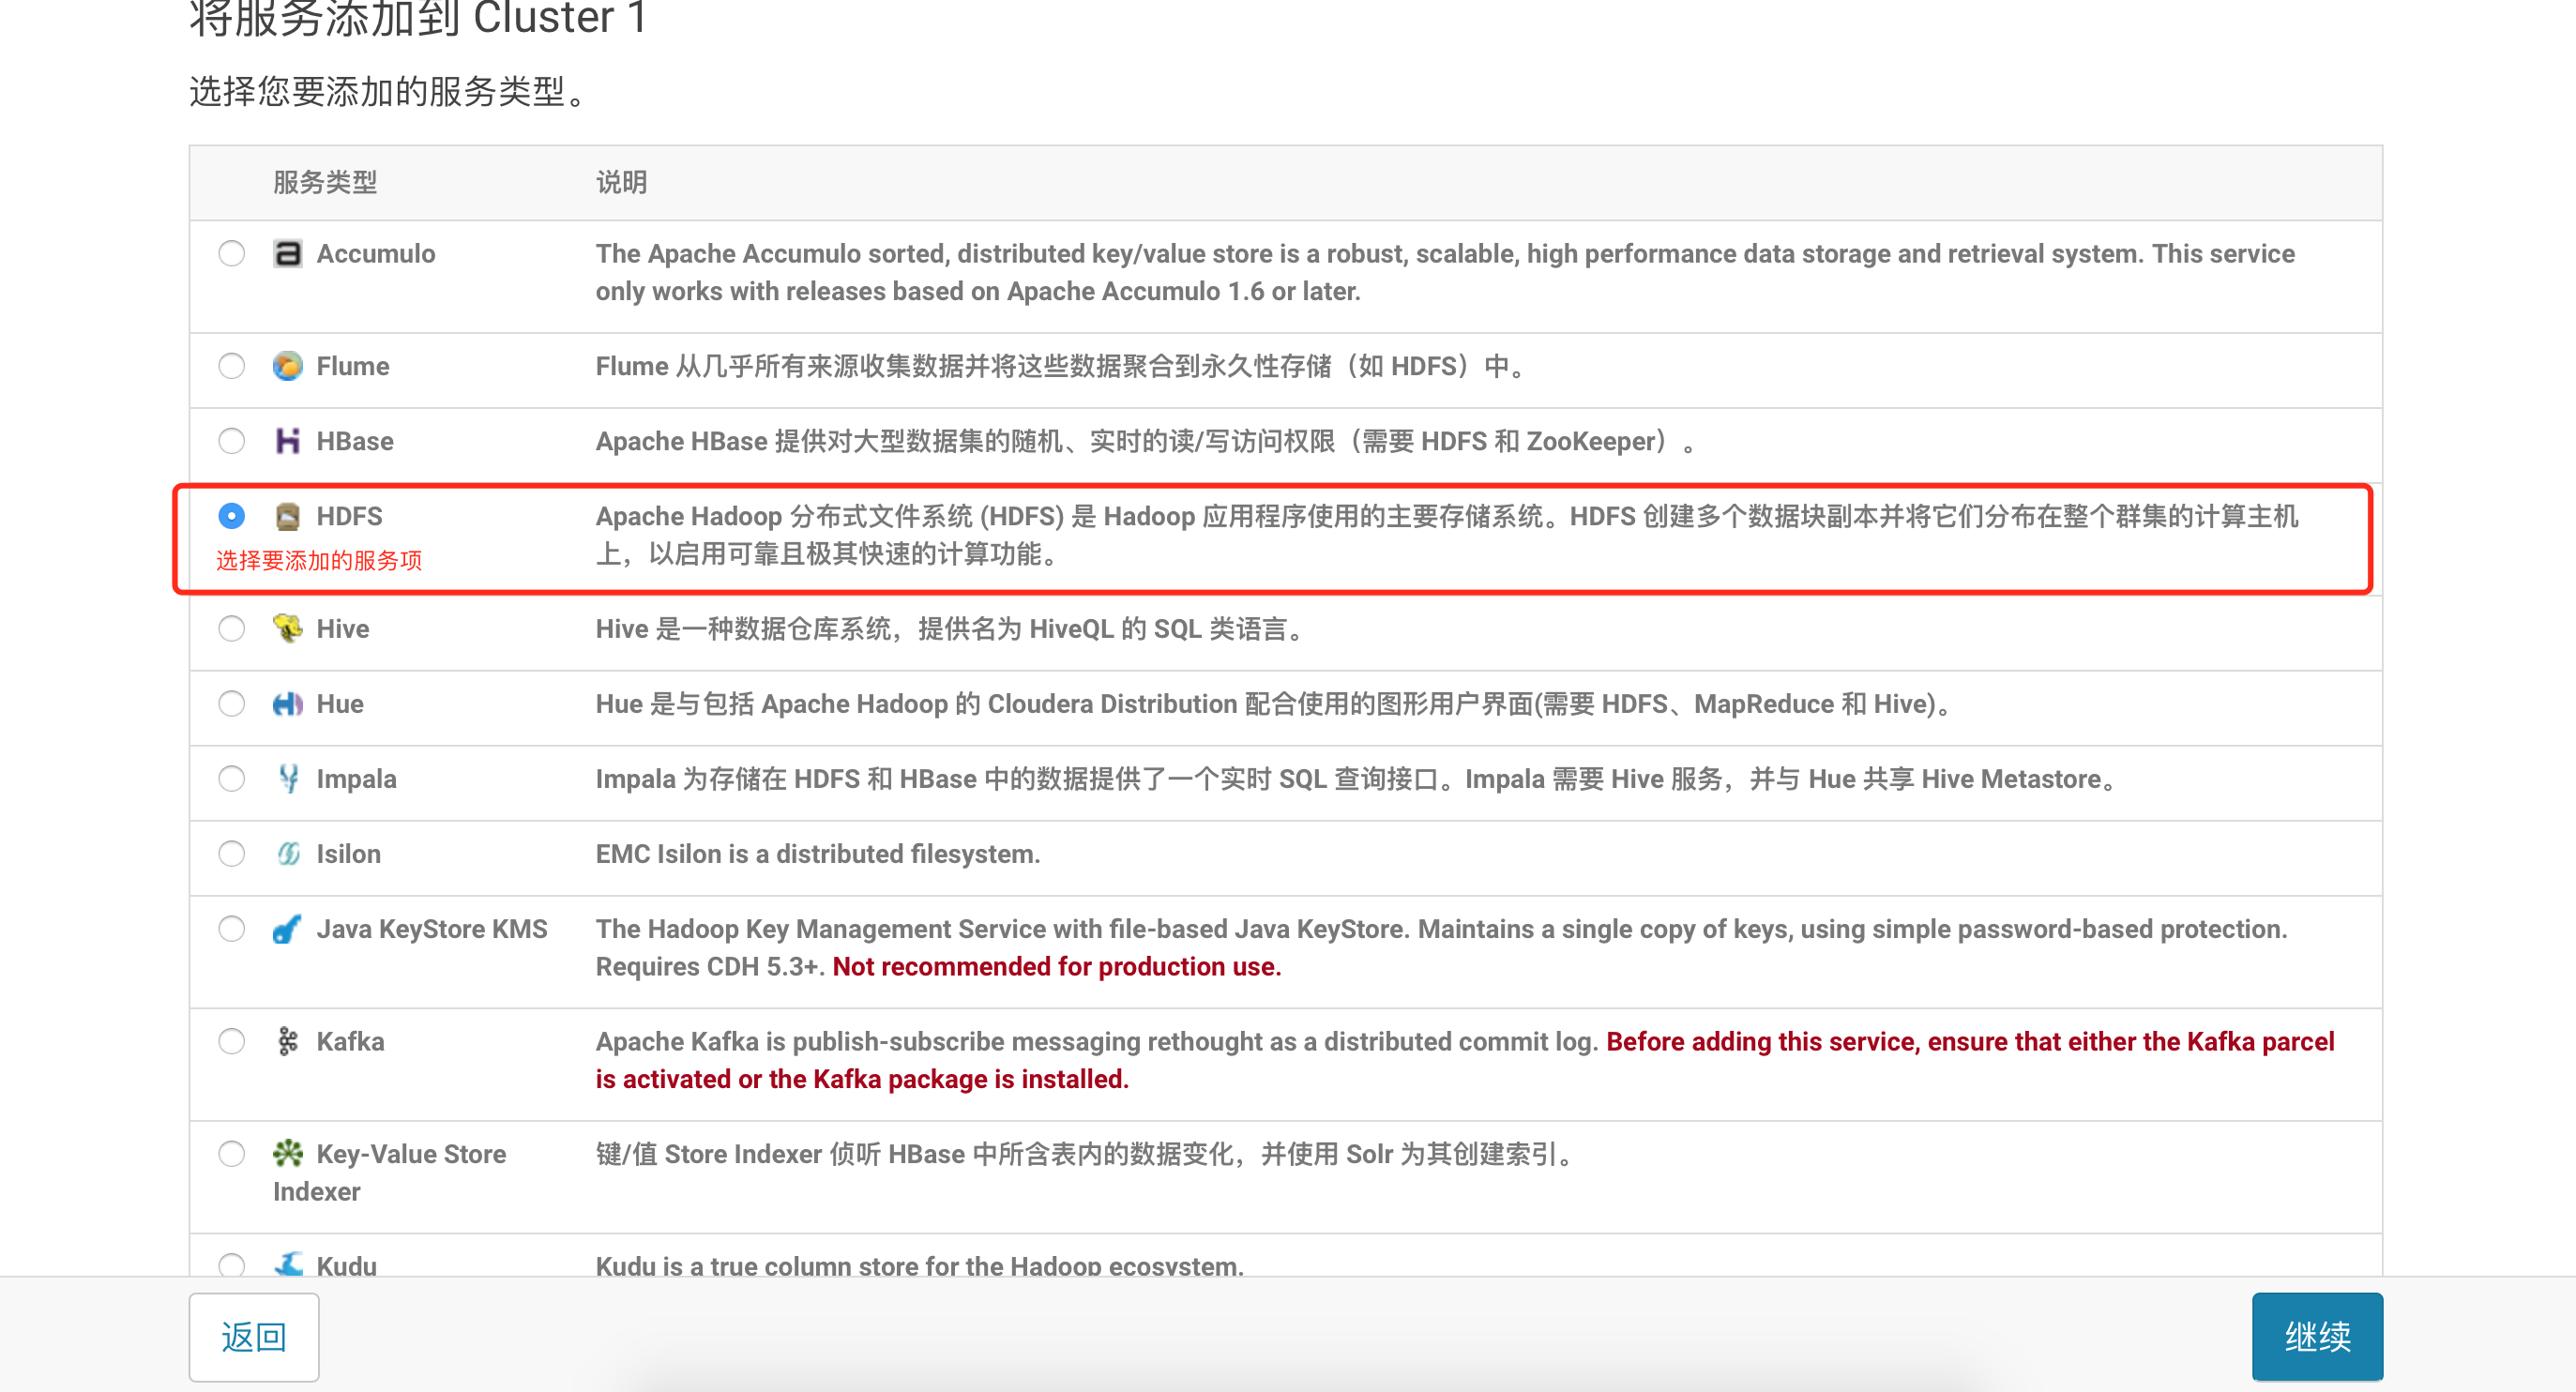 将服务添加到 Cluster 1
选择您要添加的服务类型。
服务类型 说明
Accumulo The Apache Accumulo sorted, distributed key/value store is a robust, scalable, high performance data storage and retrieval system. This service
only works with releases based on Apache Accumulo 1.6 or later.
Flume Flume 从几乎所有来源收集数据并将这些数据聚合到永久性存储（如 HDFS）中。
HBase Apache HBase 提供对大型数据集的随机、实时的读/写访问权限（需要 HDFS 和 ZooKeeper）。
HDFS Apache Hadoop 分布式文件系统 (HDFS) 是 Hadoop 应用程序使用的主要存储系统。HDFS 创建多个数据块副本并将它们分布在整个群集的计算主机
选择要添加的服务项 上，以启用可靠且极其快速的计算功能。
Hive Hive 是一种数据仓库系统，提供名为 HiveQL 的 SQL 类语言。
Hue Hue 是与包括 Apache Hadoop 的 Cloudera Distribution 配合使用的图形用户界面(需要 HDFS、MapReduce 和 Hive)。
Impala Impala 为存储在 HDFS 和 HBase 中的数据提供了一个实时 SQL 查询接口。Impala 需要 Hive 服务，并与 Hue 共享 Hive Metastore。
Isilon EMC Isilon is a distributed filesystem.
Java KeyStore KMS The Hadoop Key Management Service with file-based Java KeyStore. Maintains a single copy of keys, using simple password-based protection.
Requires CDH 5.3+. Not recommended for production use.
Kafka Apache Kafka is publish-subscribe messaging rethought as a distributed commit log. Before adding this service, ensure that either the Kafka parcel
is activated or the Kafka package is installed.
Key-Value Store 键/值 Store Indexer 侦听 HBase 中所含表内的数据变化，并使用 Solr 为其创建索引。
Indexer
Kudu Kudu is a true column store for the Hadoop ecosystem.
返回 继续